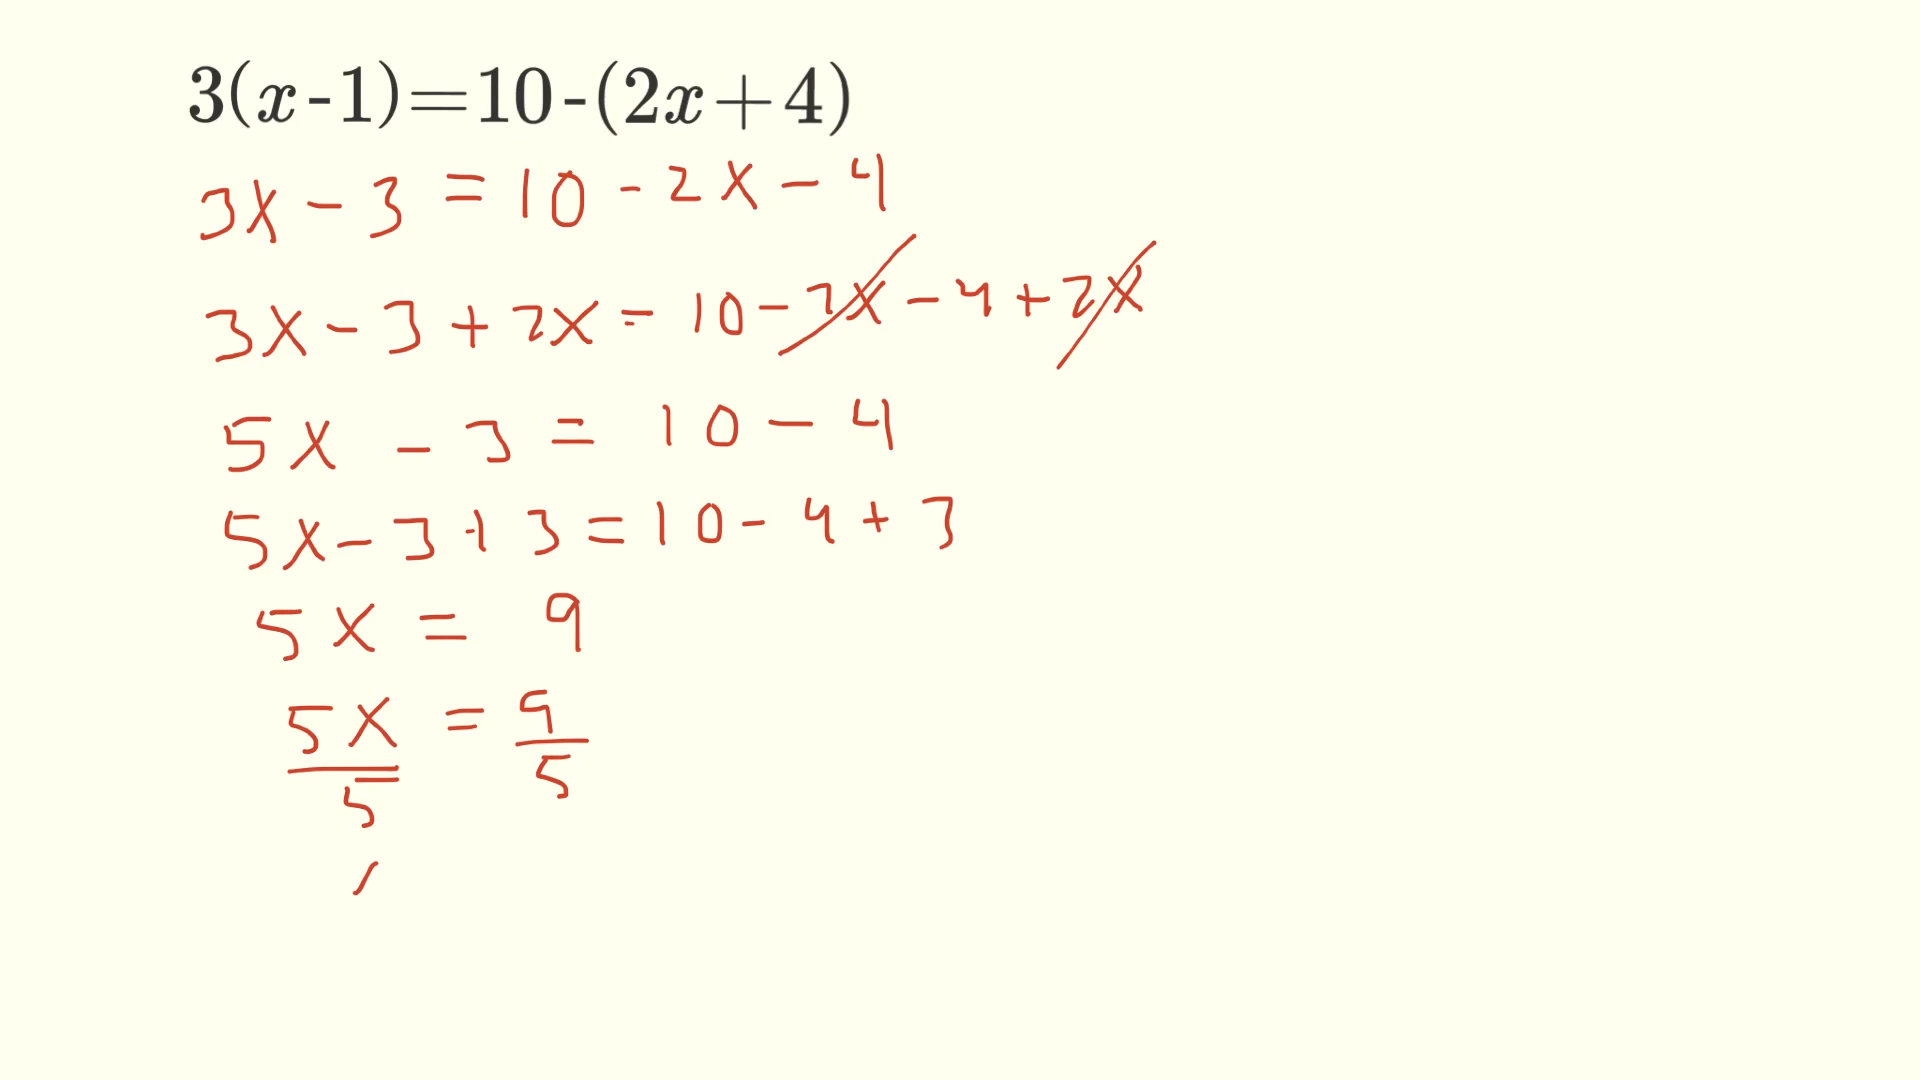 3(x-1)=10-(2x+4)
3x-3=10-2x-4
3x-3+2x=10-2x-4+2x
5x-3=10-4
5x-3+3=10-4+3
5x=9
5x/5=9/5